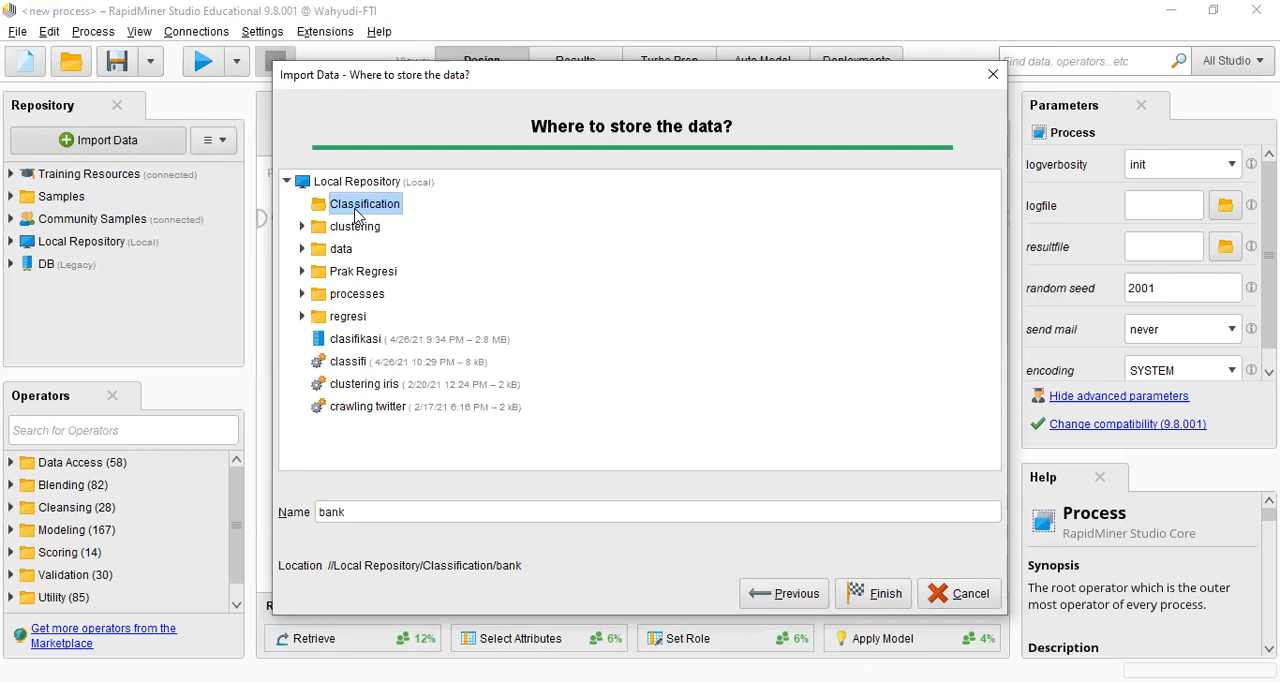 <new process> – RapidMiner Studio Educational 9.8.001 @ Wahyudi-FTI
File Edit Process View Connections Settings Extensions Help
Find data, operators...etc
All Studio
Import Data - Where to store the data?
Where to store the data?
Local Repository (Local)
Classification
clustering
data
Prak Regresi
processes
regresi
clasifikasi ( 4/26/21 9:34 PM – 2.8 MB)
classifi ( 4/26/21 10:29 PM – 8 kB)
clustering iris ( 2/20/21 12:24 PM – 2 kB)
crawling twitter ( 2/17/21 6:16 PM – 2 kB)
Name bank
Location //Local Repository/Classification/bank
Previous Finish Cancel
Repository
Import Data
Training Resources (connected)
Samples
Community Samples (connected)
Local Repository (Local)
DB (Legacy)
Operators
Search for Operators
Data Access (58)
Blending (82)
Cleansing (28)
Modeling (167)
Scoring (14)
Validation (30)
Utility (85)
Get more operators from the
Marketplace
Retrieve 12%
Select Attributes 6%
Set Role 6%
Apply Model 4%
Parameters
Process
logverbosity init
logfile
resultfile
random seed 2001
send mail never
encoding SYSTEM
Hide advanced parameters
Change compatibility (9.8.001)
Help
Process
RapidMiner Studio Core
Synopsis
The root operator which is the outer
most operator of every process.
Description